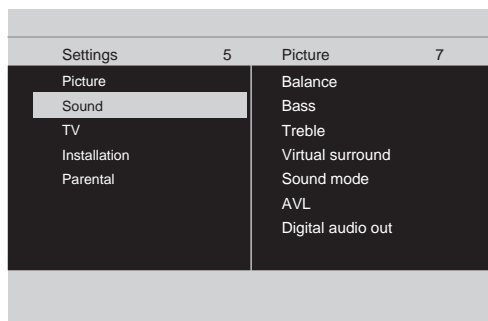 Settings 5 Picture 7
Picture Balance
Sound Bass
TV Treble
Installation Virtual surround
Parental Sound mode
AVL
Digital audio out